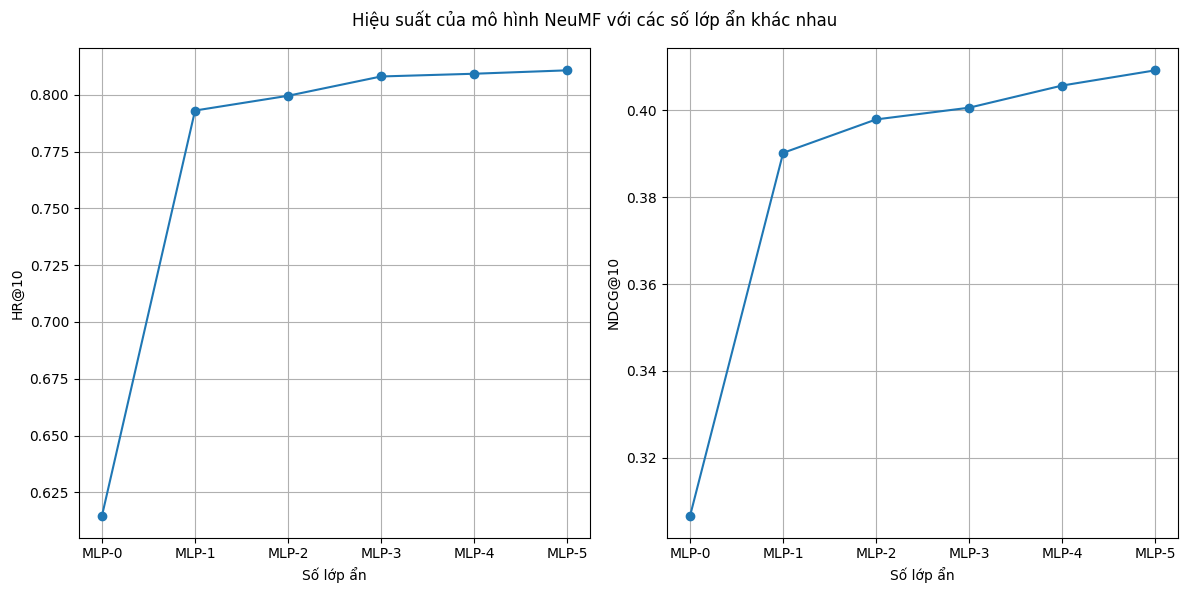 Hiệu suất của mô hình NeuMF với các số lớp ẩn khác nhau
HR@10
0.800
0.775
0.750
0.725
0.700
0.675
0.650
0.625
MLP-0 MLP-1 MLP-2 MLP-3 MLP-4 MLP-5
Số lớp ẩn
NDCG@10
0.40
0.38
0.36
0.34
0.32
MLP-0 MLP-1 MLP-2 MLP-3 MLP-4 MLP-5
Số lớp ẩn